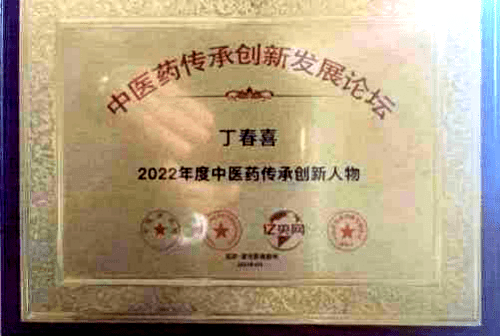 中医药传承创新发展论坛
丁春喜
2022年度中医药传承创新人物
亿央网